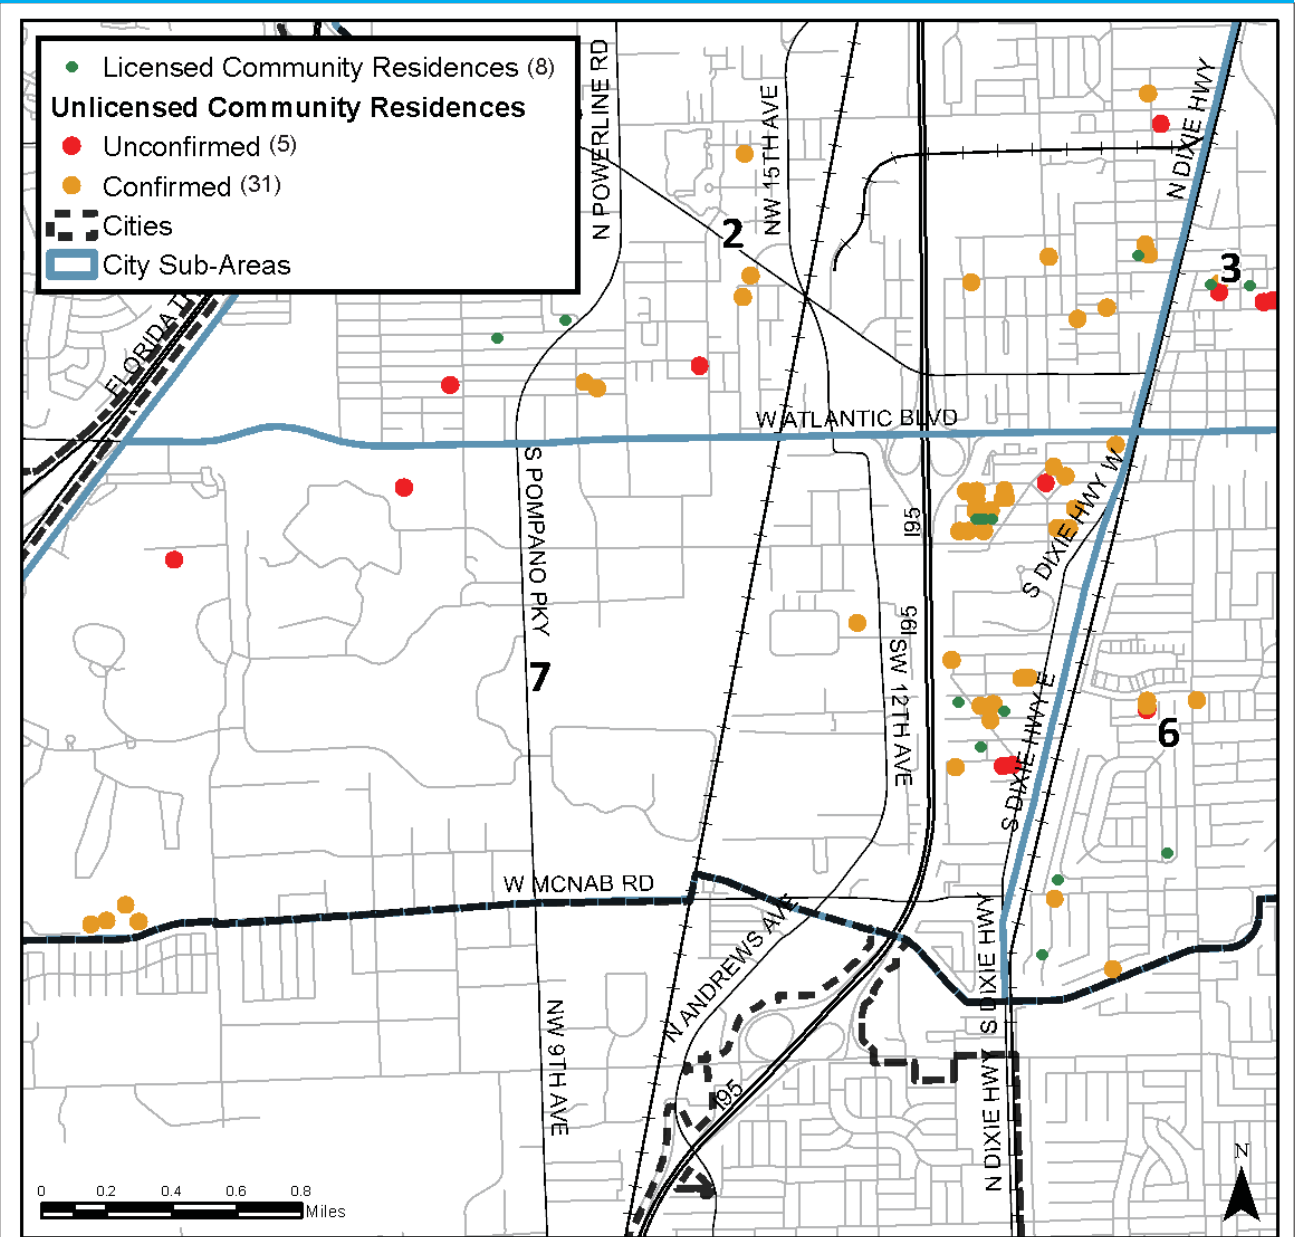 Licensed Community Residences (8)
Unlicensed Community Residences
Unconfirmed (5)
Confirmed (31)
Cities
City Sub-Areas
N POWERLINE RD
NW 15TH AVE
N DIXIE HWY
2
3
FLORIDA T
W ATLANTIC BLVD
S POMPANO PKY
I95
S DIXIE HWY W
I95
SW 12TH AVE
7
S DIXIE HWY E
6
W MCNAB RD
N ANDREWS AVE
S DIXIE HWY
NW 9TH AVE
I95
N DIXIE HWY
N
0 0.2 0.4 0.6 0.8
Miles